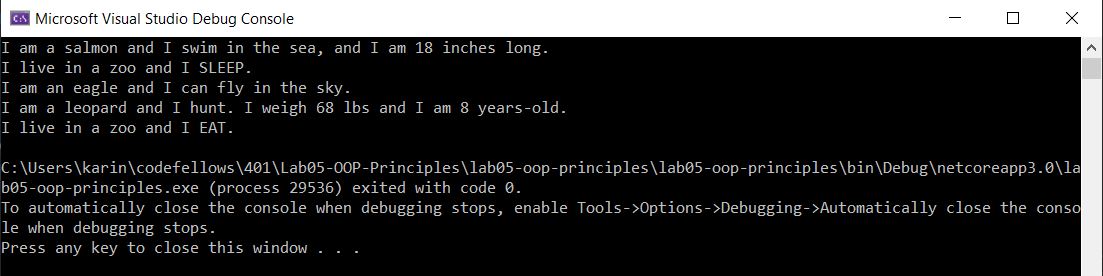 Microsoft Visual Studio Debug Console
I am a salmon and I swim in the sea, and I am 18 inches long.
I live in a zoo and I SLEEP.
I am an eagle and I can fly in the sky.
I am a leopard and I hunt. I weigh 68 lbs and I am 8 years-old.
I live in a zoo and I EAT.
C:\Users\karin\codefellows\401\Lab05-OOP-Principles\lab05-oop-principles\lab05-oop-principles\bin\Debug\netcoreapp3.0\la
b05-oop-principles.exe (process 29536) exited with code 0.
To automatically close the console when debugging stops, enable Tools->Options->Debugging->Automatically close the conso
le when debugging stops.
Press any key to close this window . . .